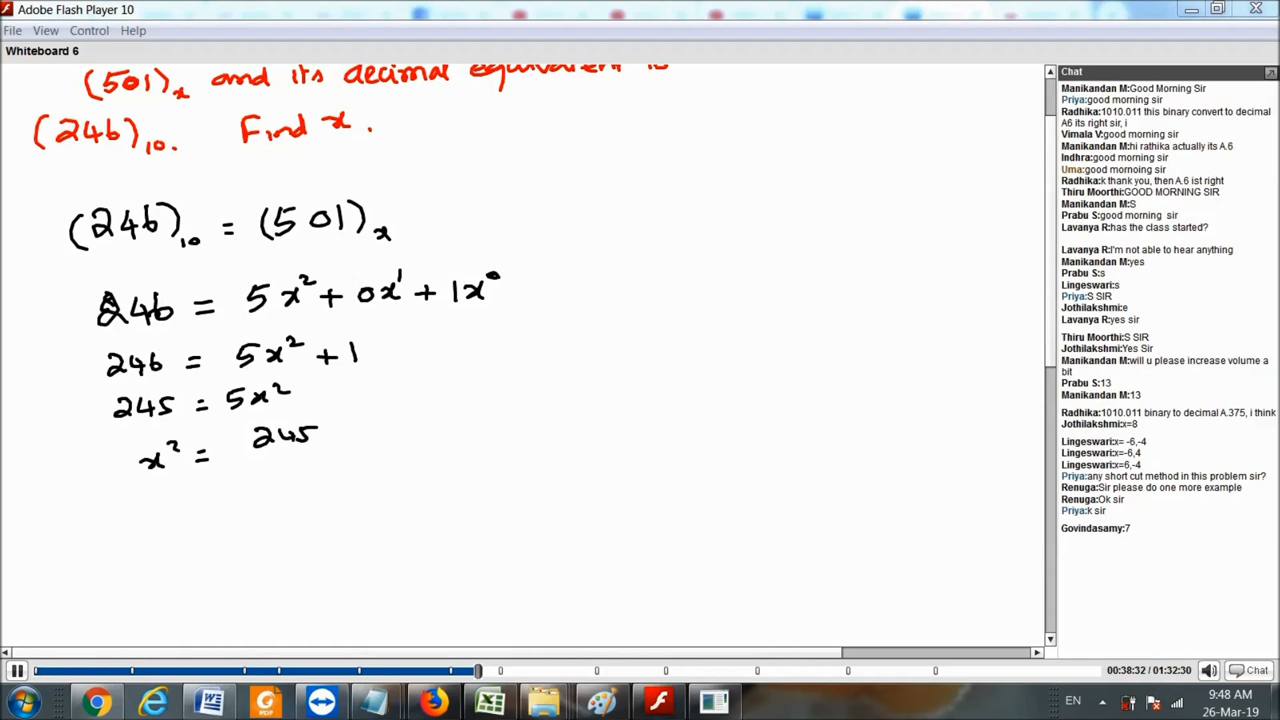 Adobe Flash Player 10
File View Control Help
Whiteboard 6
(501)x and its decimal equivalent is
(246)10. Find x.
(246)10 = (501)x
246 = 5x² + 0x¹ + 1x⁰
246 = 5x² + 1
245 = 5x²
x² = 245
Chat
Manikandan M:Good Morning Sir
Priya:good morning sir
Radhika:1010.011 this binary convert to decimal
A6 its right sir, i
Vimala V:good morning sir
Manikandan M:hi rathika actually its A.6
Indhra:good morning sir
Uma:good mornoing sir
Radhika:k thank you, then A.6 ist right
Thiru Moorthi:GOOD MORNING SIR
Manikandan M:S
Prabu S:good morning sir
Lavanya R:has the class started?
Lavanya R:I'm not able to hear anything
Manikandan M:yes
Prabu S:s
Lingeswari:s
Priya:S SIR
Jothilakshmi:e
Lavanya R:yes sir
Thiru Moorthi:S SIR
Jothilakshmi:Yes Sir
Manikandan M:will u please increase volume a
bit
Prabu S:13
Manikandan M:13
Radhika:1010.011 binary to decimal A.375, i think
Jothilakshmi:x=8
Lingeswari:x= -6,-4
Lingeswari:x=-6,4
Lingeswari:x=6,-4
Priya:any short cut method in this problem sir?
Renuga:Sir please do one more example
Renuga:Ok sir
Priya:k sir
Govindasamy:7
00:38:32 / 01:32:30
Chat
EN
9:48 AM
26-Mar-19